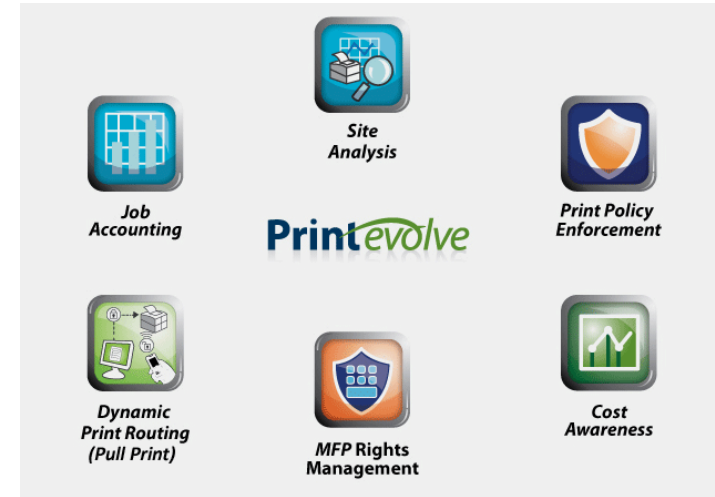 Site
Analysis
Job
Accounting
Print Policy
Enforcement
Printevolve
Dynamic
Print Routing
(Pull Print)
MFP Rights
Management
Cost
Awareness